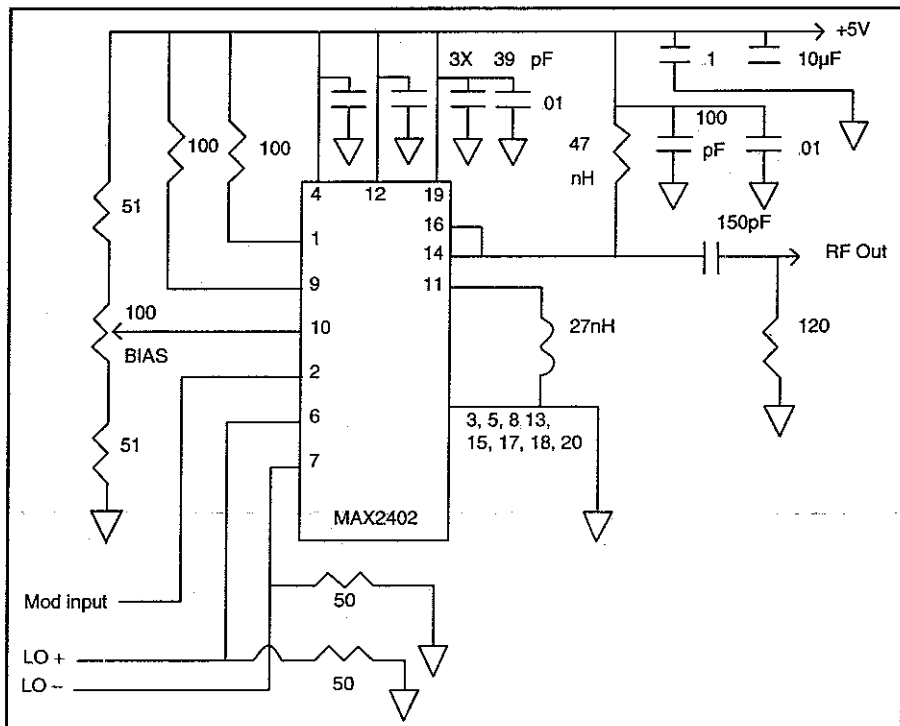 +5V
3X 39 pF
.1
10µF
.01
100
100
100
pF
.01
47
nH
4 12 19
51
16
150pF
1
14
RF Out
9
11
100
10
27nH
120
BIAS
2
6
3, 5, 8 13,
15, 17, 18, 20
51
7
MAX2402
Mod input
50
LO +
LO –
50